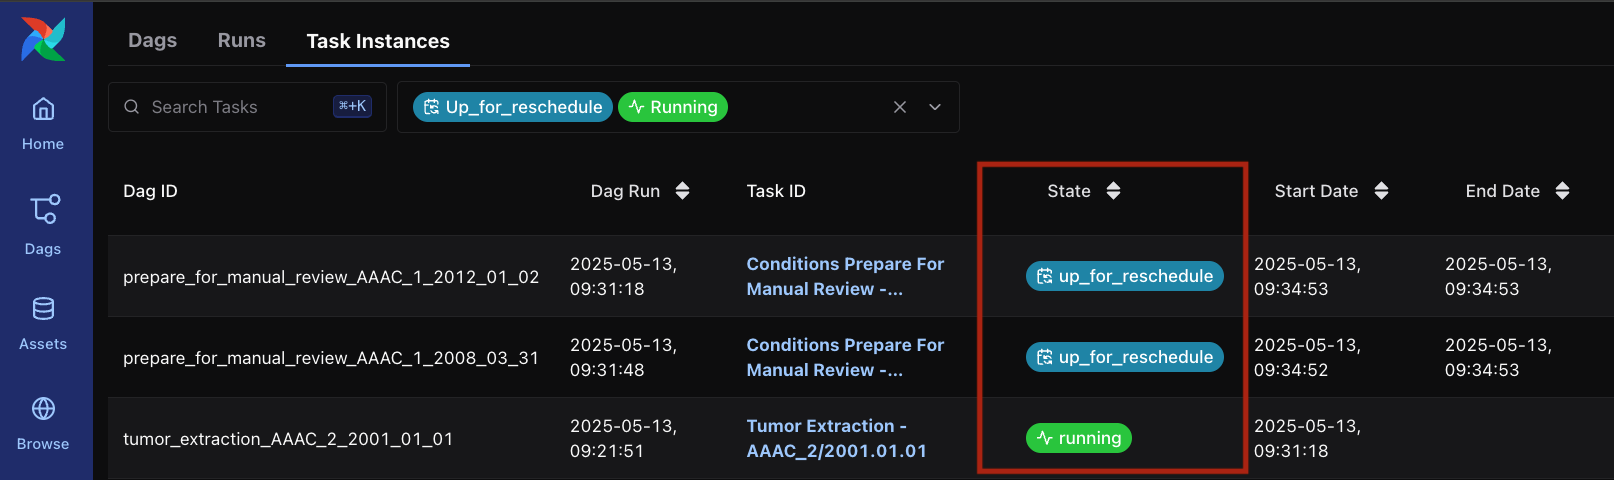 Dags Runs Task Instances
Search Tasks ⌘+K Up_for_reschedule Running
Home
Dags
Assets
Browse
Dag ID Dag Run Task ID State Start Date End Date
prepare_for_manual_review_AAAC_1_2012_01_02
2025-05-13,
09:31:18
Conditions Prepare For
Manual Review -...
up_for_reschedule
2025-05-13,
09:34:53
2025-05-13,
09:34:53
prepare_for_manual_review_AAAC_1_2008_03_31
2025-05-13,
09:31:48
Conditions Prepare For
Manual Review -...
up_for_reschedule
2025-05-13,
09:34:52
2025-05-13,
09:34:53
tumor_extraction_AAAC_2_2001_01_01
2025-05-13,
09:21:51
Tumor Extraction -
AAAC_2/2001.01.01
running
2025-05-13,
09:31:18